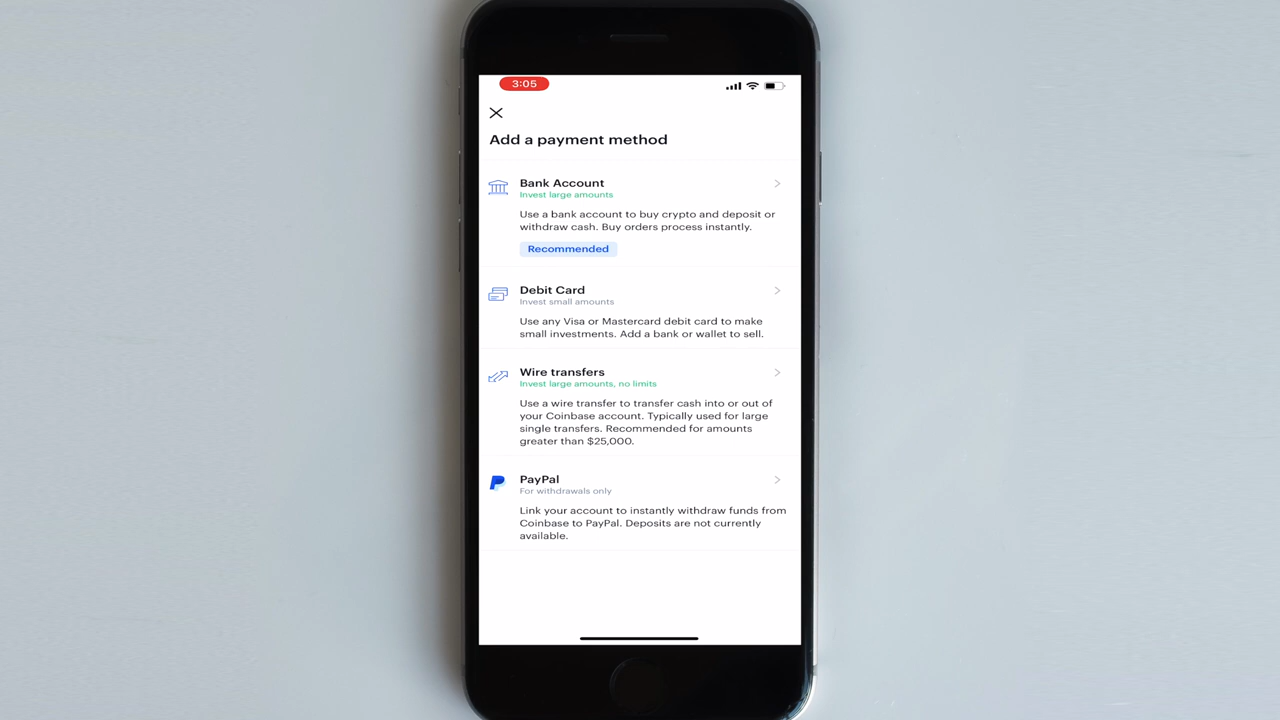 3:05
Add a payment method
Bank Account
Invest large amounts
Use a bank account to buy crypto and deposit or
withdraw cash. Buy orders process instantly.
Recommended
Debit Card
Invest small amounts
Use any Visa or Mastercard debit card to make
small investments. Add a bank or wallet to sell.
Wire transfers
Invest large amounts, no limits
Use a wire transfer to transfer cash into or out of
your Coinbase account. Typically used for large
single transfers. Recommended for amounts
greater than $25,000.
PayPal
For withdrawals only
Link your account to instantly withdraw funds from
Coinbase to PayPal. Deposits are not currently
available.